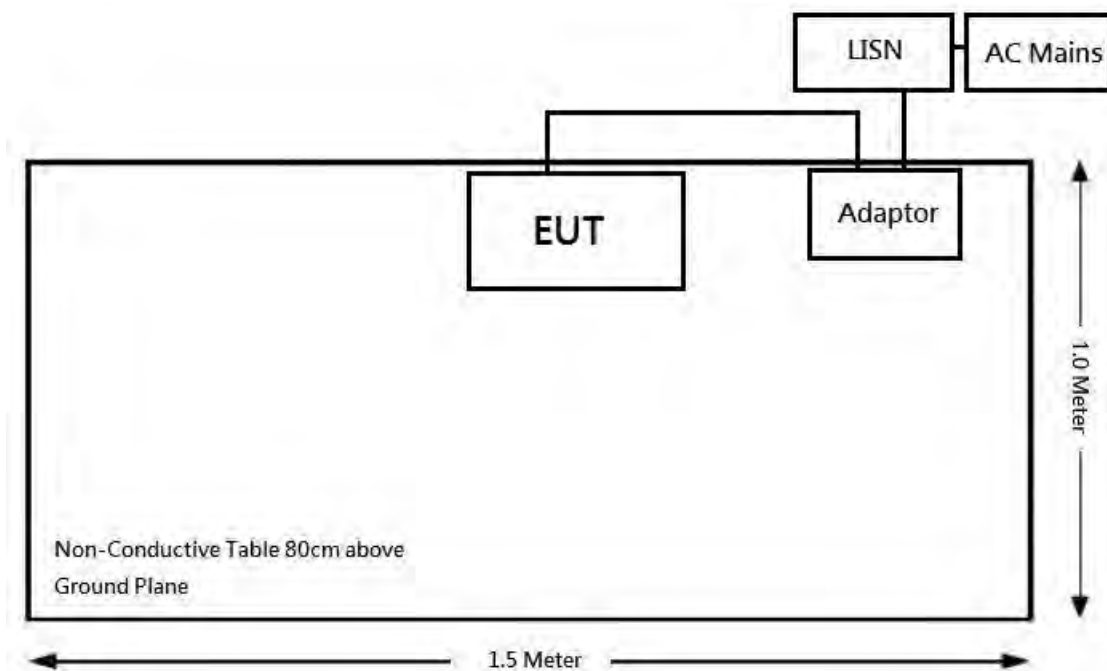 LISN
AC Mains
EUT
Adaptor
1.0 Meter
Non-Conductive Table 80cm above
Ground Plane
1.5 Meter